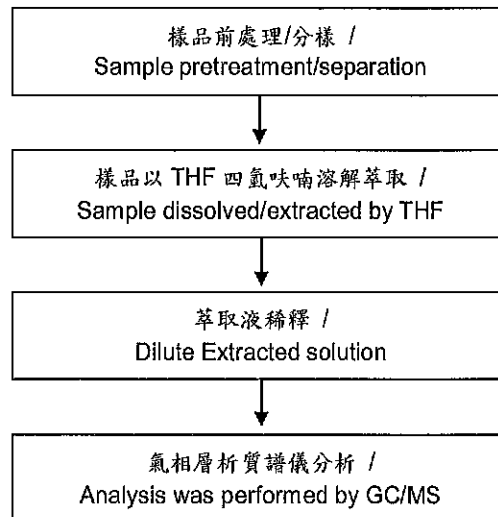 樣品前處理/分樣 /
Sample pretreatment/separation
樣品以 THF 四氫呋喃溶解萃取 /
Sample dissolved/extracted by THF
萃取液稀釋 /
Dilute Extracted solution
氣相層析質譜儀分析 /
Analysis was performed by GC/MS